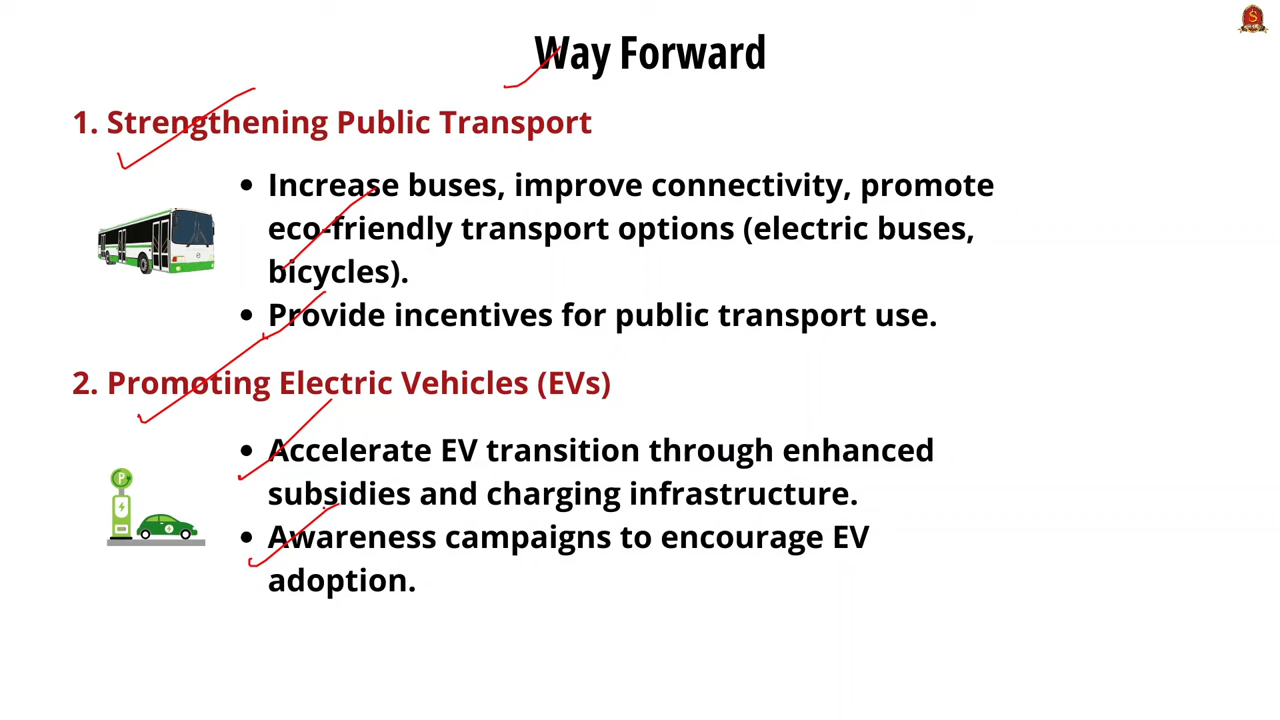 Way Forward
1. Strengthening Public Transport
• Increase buses, improve connectivity, promote
eco-friendly transport options (electric buses,
bicycles).
• Provide incentives for public transport use.
2. Promoting Electric Vehicles (EVs)
• Accelerate EV transition through enhanced
subsidies and charging infrastructure.
• Awareness campaigns to encourage EV
adoption.
P
S